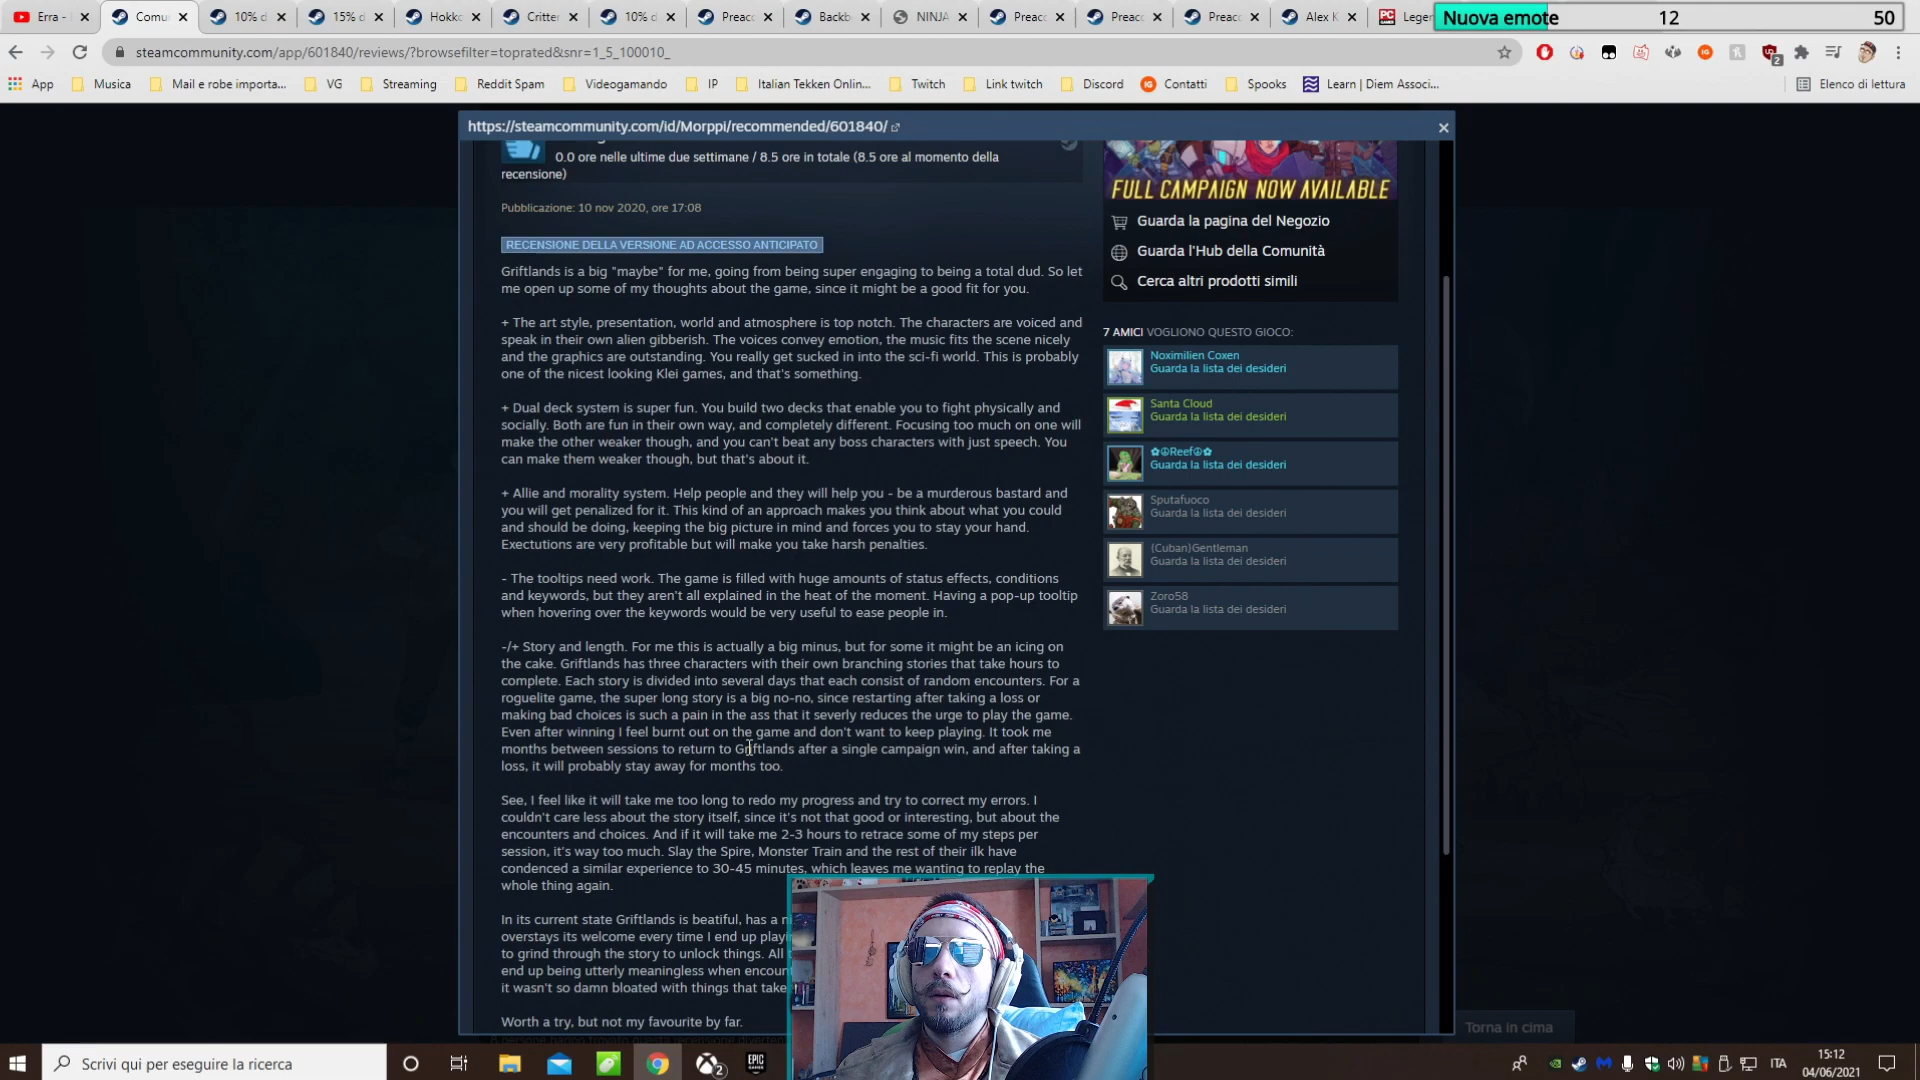 Erra -
Comu
10% d
15% d
Hokko
Critter
10% d
Preac
Backb
NINJA
Preac
Preac
Preac
Alex K
Leger
Nuova emote 12 50
steamcommunity.com/app/601840/reviews/?browsefilter=toprated&snr=1_5_100010_
App
Musica
Mail e robe importa...
VG
Streaming
Reddit Spam
Videogamando
IP
Italian Tekken Onlin...
Twitch
Link twitch
Discord
Contatti
Spooks
Learn | Diem Associ...
Elenco di lettura
https://steamcommunity.com/id/Morppi/recommended/601840/
0.0 ore nelle ultime due settimane / 8.5 ore in totale (8.5 ore al momento della
recensione)
Pubblicazione: 10 nov 2020, ore 17:08
RECENSIONE DELLA VERSIONE AD ACCESSO ANTICIPATO
Griftlands is a big "maybe" for me, going from being super engaging to being a total dud. So let
me open up some of my thoughts about the game, since it might be a good fit for you.
+ The art style, presentation, world and atmosphere is top notch. The characters are voiced and
speak in their own alien gibberish. The voices convey emotion, the music fits the scene nicely
and the graphics are outstanding. You really get sucked in into the sci-fi world. This is probably
one of the nicest looking Klei games, and that's something.
+ Dual deck system is super fun. You build two decks that enable you to fight physically and
socially. Both are fun in their own way, and completely different. Focusing too much on one will
make the other weaker though, and you can't beat any boss characters with just speech. You
can make them weaker though, but that's about it.
+ Allie and morality system. Help people and they will help you - be a murderous bastard and
you will get penalized for it. This kind of an approach makes you think about what you could
and should be doing, keeping the big picture in mind and forces you to stay your hand.
Exectutions are very profitable but will make you take harsh penalties.
- The tooltips need work. The game is filled with huge amounts of status effects, conditions
and keywords, but they aren't all explained in the heat of the moment. Having a pop-up tooltip
when hovering over the keywords would be very useful to ease people in.
-/+ Story and length. For me this is actually a big minus, but for some it might be an icing on
the cake. Griftlands has three characters with their own branching stories that take hours to
complete. Each story is divided into several days that each consist of random encounters. For a
roguelite game, the super long story is a big no-no, since restarting after taking a loss or
making bad choices is such a pain in the ass that it severly reduces the urge to play the game.
Even after winning I feel burnt out on the game and don't want to keep playing. It took me
months between sessions to return to Griftlands after a single campaign win, and after taking a
loss, it will probably stay away for months too.
See, I feel like it will take me too long to redo my progress and try to correct my errors. I
couldn't care less about the story itself, since it's not that good or interesting, but about the
encounters and choices. And if it will take me 2-3 hours to retrace some of my steps per
session, it's way too much. Slay the Spire, Monster Train and the rest of their ilk have
condensed a similar experience to 30-45 minutes, which leaves me wanting to replay the
whole thing again.
In its current state Griftlands is beatiful, has a
overstays its welcome every time I end up
to grind through the story to unlock things. All
end up being utterly meaningless when
it wasn't so damn bloated with things that take
Worth a try, but not my favourite by far.
FULL CAMPAIGN NOW AVAILABLE
Guarda la pagina del Negozio
Guarda l'Hub della Comunità
Cerca altri prodotti simili
7 AMICI VOGLIONO QUESTO GIOCO:
Noximilien Coxen
Guarda la lista dei desideri
Santa Cloud
Guarda la lista dei desideri
✿☮Reef☮✿
Guarda la lista dei desideri
Sputafuoco
Guarda la lista dei desideri
(Cuban)Gentleman
Guarda la lista dei desideri
Zoro58
Guarda la lista dei desideri
Torna in cima
Scrivi qui per eseguire la ricerca
2
EPIC
ITA
15:12
04/06/2021